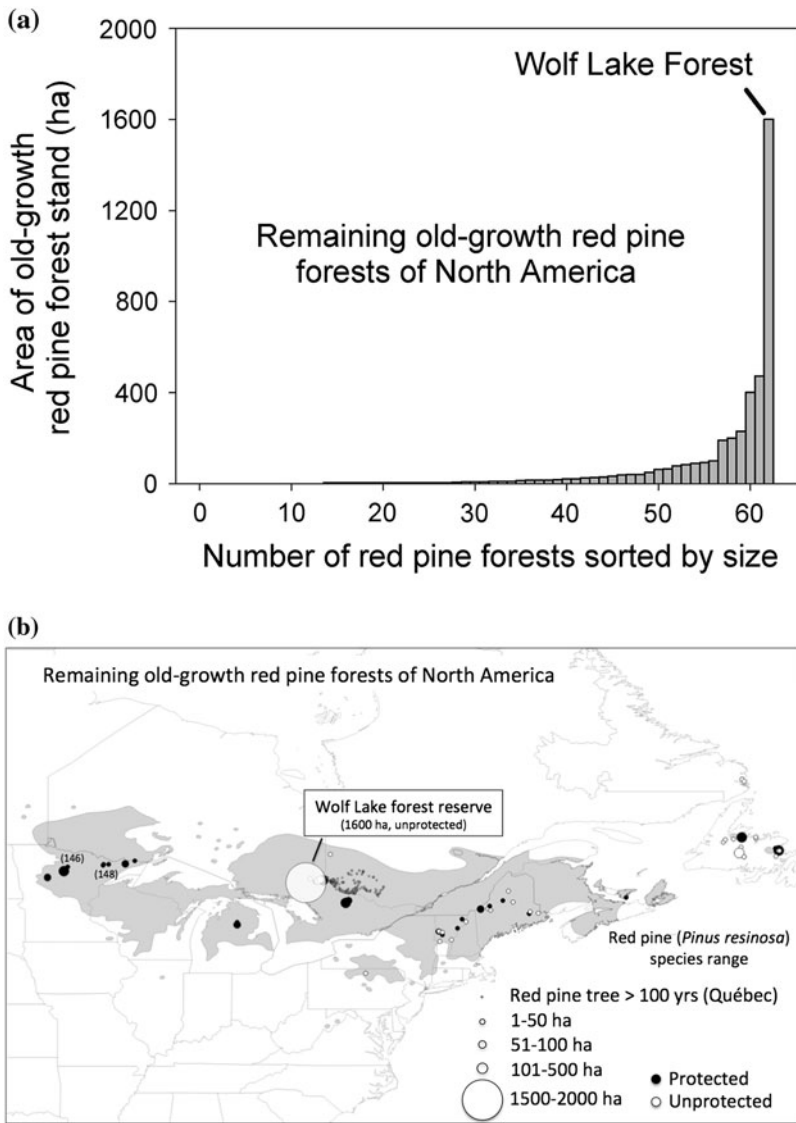 (a)
2000
1600
1200
800
400
0
Area of old-growth
red pine forest stand (ha)
Wolf Lake Forest
Remaining old-growth red pine
forests of North America
0 10 20 30 40 50 60
Number of red pine forests sorted by size
(b)
Remaining old-growth red pine forests of North America
Wolf Lake forest reserve
(1600 ha, unprotected)
(146)
(148)
Red pine (Pinus resinosa)
species range
Red pine tree > 100 yrs (Québec)
1-50 ha
51-100 ha
101-500 ha
1500-2000 ha
Protected
Unprotected